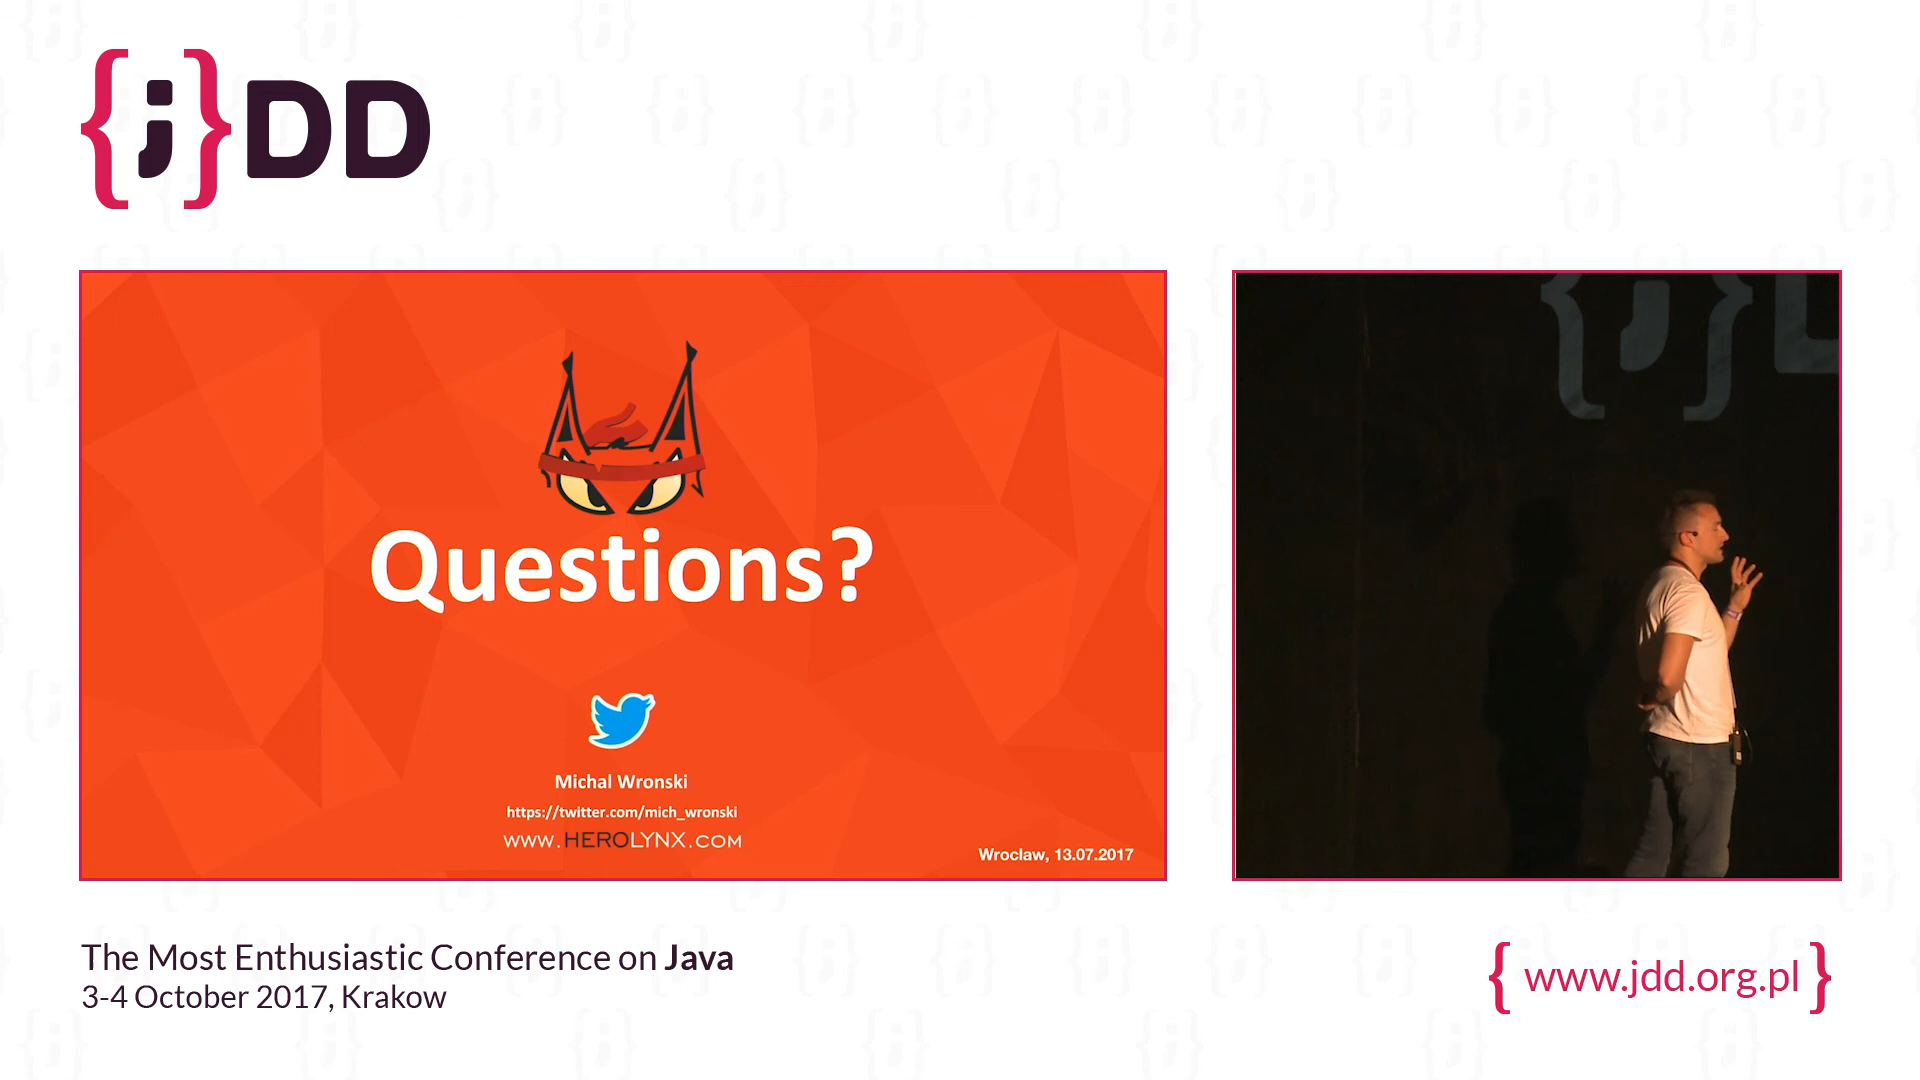 {;}DD
Questions?
Michal Wronski
https://twitter.com/mich_wronski
WWW.HEROLYNX.COM
Wroclaw, 13.07.2017
The Most Enthusiastic Conference on Java
3-4 October 2017, Krakow
{ www.jdd.org.pl }